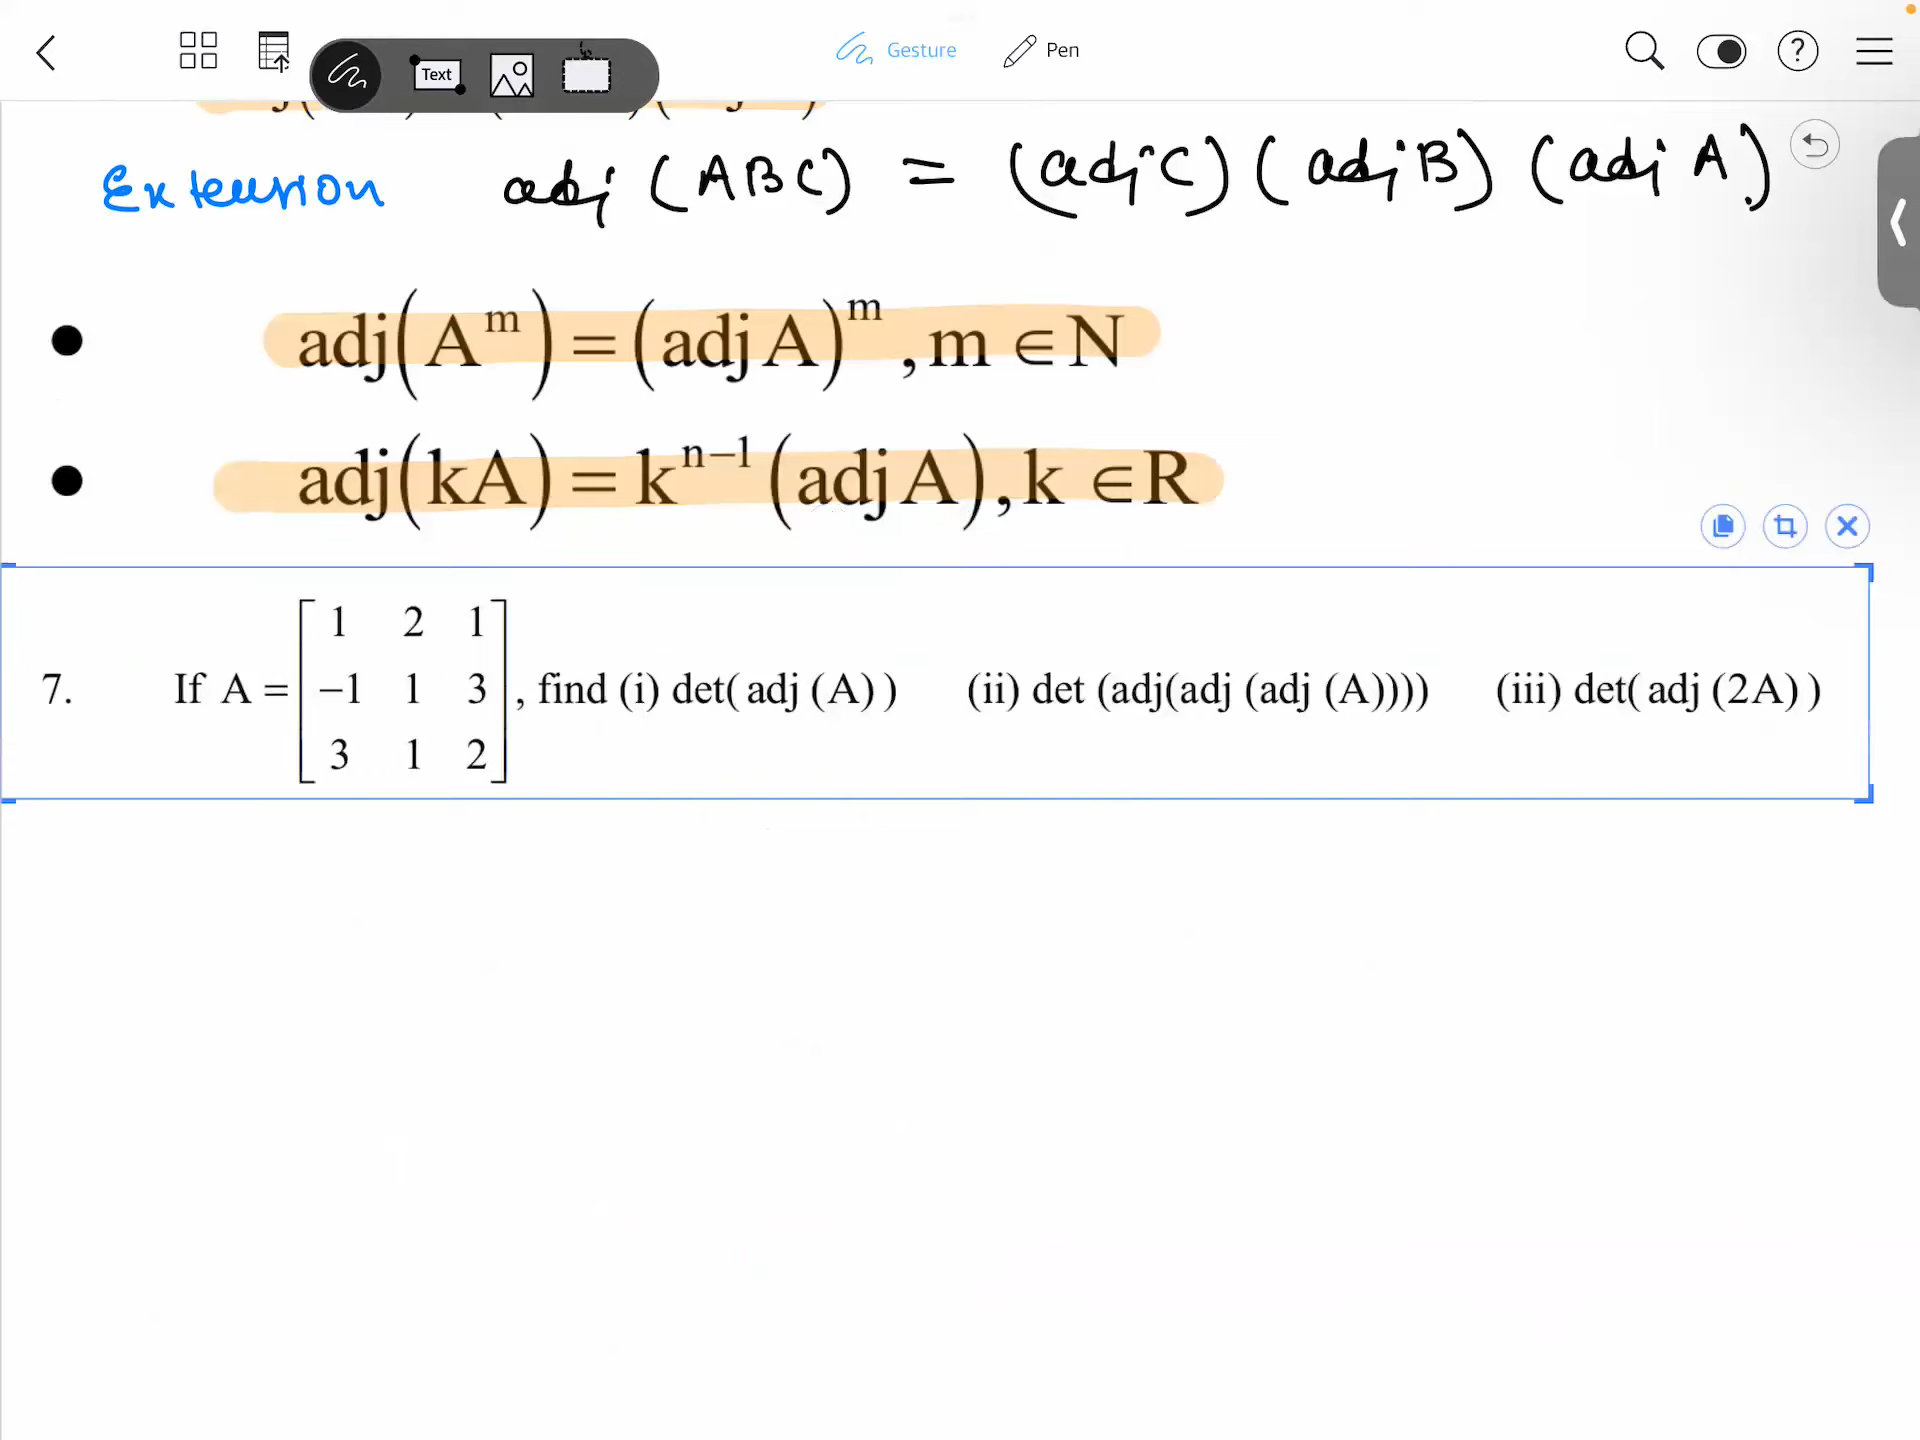 Text
Gesture
Pen
?
Extension adj (ABC) = (adj C) (adj B) (adj A)
• adj(A^m) = (adj A)^m , m ∈ N
• adj(kA) = k^(n−1) (adj A), k ∈ R
7. If A = [1 2 1; −1 1 3; 3 1 2], find (i) det( adj (A) ) (ii) det (adj(adj (adj (A)))) (iii) det( adj (2A) )